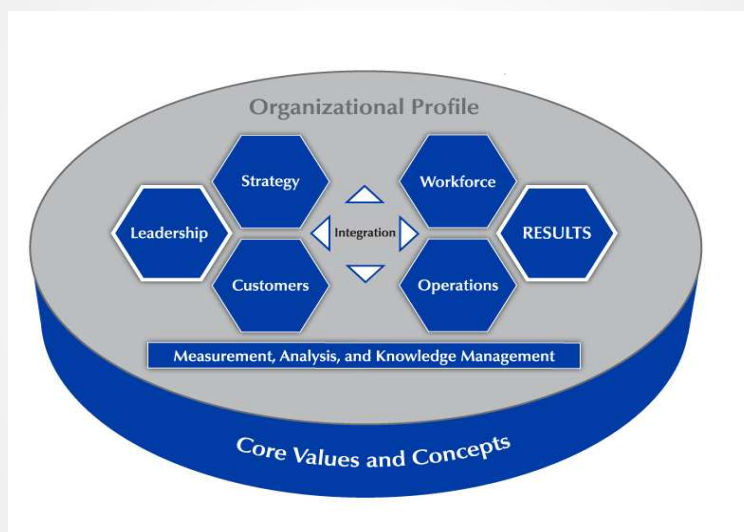 Organizational Profile
Strategy
Workforce
Leadership
Integration
RESULTS
Customers
Operations
Measurement, Analysis, and Knowledge Management
Core Values and Concepts